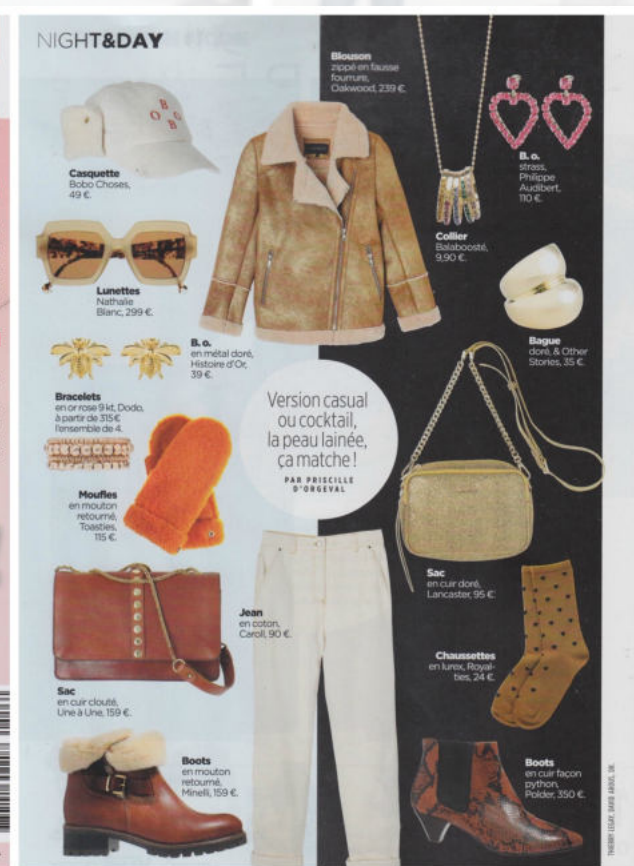 NIGHT&DAY
B
O O
B
Casquette
Bobo Choses,
49 €.
Blouson
zippé en fausse
fourrure,
Oakwood, 239 €.
B. o.
strass,
Philippe
Audibert,
110 €.
Collier
Balaboosté,
9,90 €.
Lunettes
Nathalie
Blanc, 299 €.
B. o.
en métal doré,
Histoire d'Or,
39 €.
Bague
doré, & Other
Stories, 35 €.
Bracelets
en or rose 9 kt, Dodo,
à partir de 315 €
l'ensemble de 4.
Version casual
ou cocktail,
la peau lainée,
ça matche !
PAR PRISCILLE
D'ORGEVAL
Moufles
en mouton
retourné,
Toasties,
115 €.
Sac
en cuir doré,
Lancaster, 95 €.
Jean
en coton,
Caroll, 90 €.
Chaussettes
en lurex, Royal-
ties, 24 €.
Sac
en cuir clouté,
Une à Une, 159 €.
Boots
en mouton
retourné,
Minelli, 159 €.
Boots
en cuir façon
python,
Polder, 350 €.